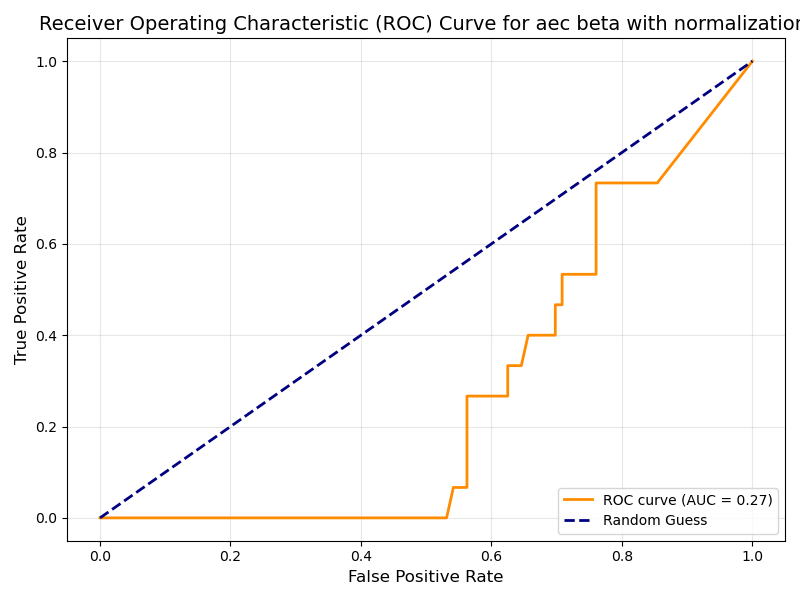 Receiver Operating Characteristic (ROC) Curve for aec beta with normalization
True Positive Rate
1.0
0.8
0.6
0.4
0.2
0.0
0.0 0.2 0.4 0.6 0.8 1.0
False Positive Rate
ROC curve (AUC = 0.27)
Random Guess